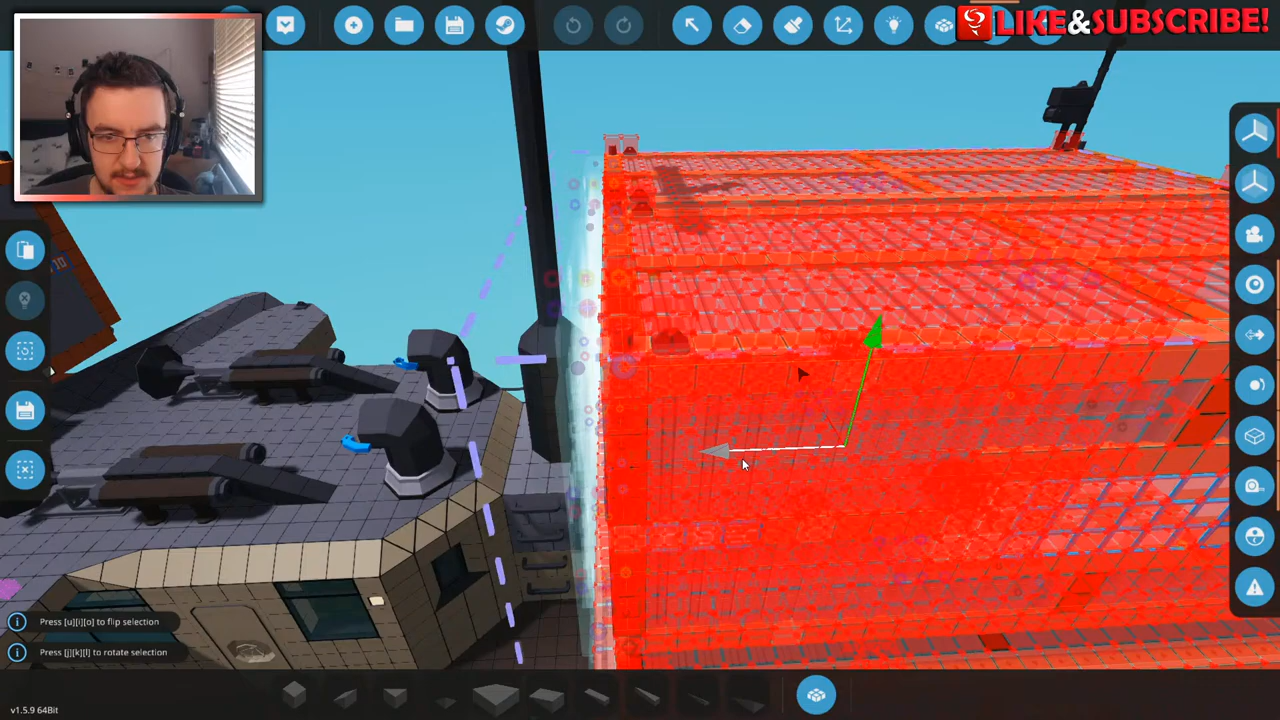 LIKE&SUBSCRIBE!
Press [u][i][o] to flip selection
Press [j][k][l] to rotate selection
v1.5.9 64Bit